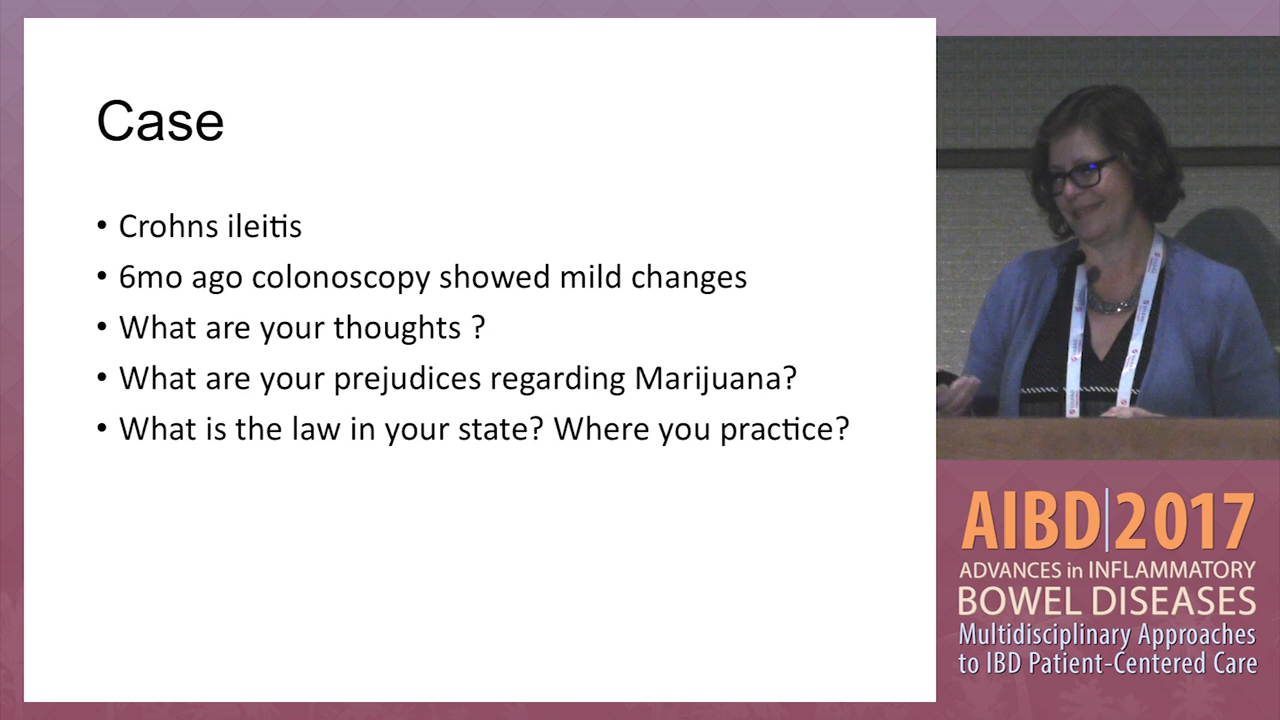 Case
• Crohns ileitis
• 6mo ago colonoscopy showed mild changes
• What are your thoughts ?
• What are your prejudices regarding Marijuana?
• What is the law in your state? Where you practice?
AIBD|2017
ADVANCES in INFLAMMATORY
BOWEL DISEASES
Multidisciplinary Approaches
to IBD Patient-Centered Care